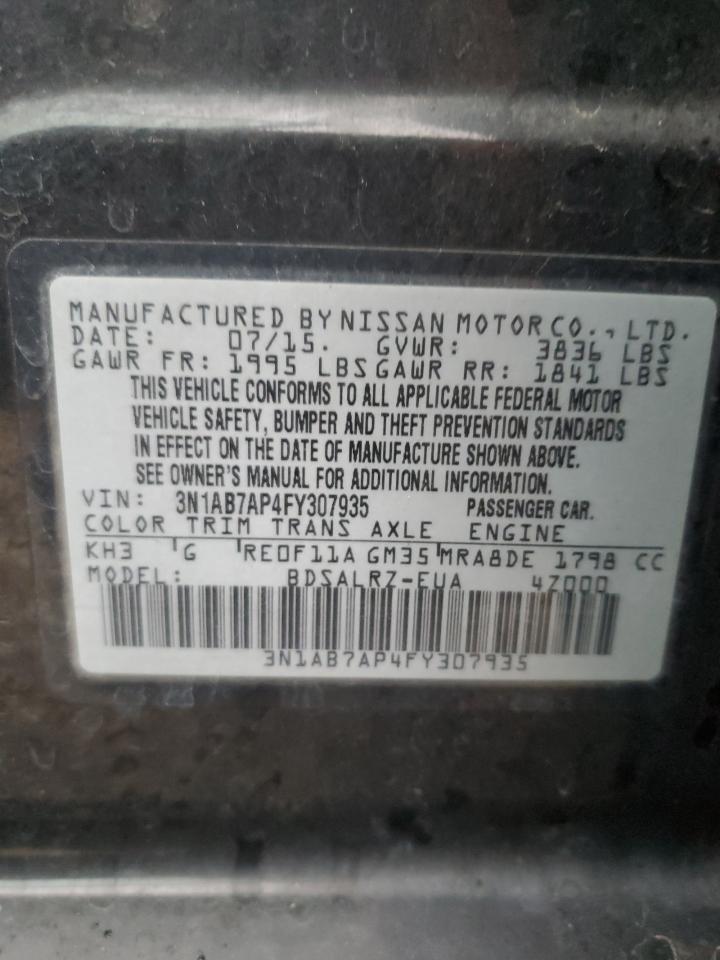 MANUFACTURED BY NISSAN MOTOR CO., LTD.
DATE: 07/15. GVWR: 3836 LBS
GAWR FR: 1995 LBS GAWR RR: 1841 LBS
THIS VEHICLE CONFORMS TO ALL APPLICABLE FEDERAL MOTOR
VEHICLE SAFETY, BUMPER AND THEFT PREVENTION STANDARDS
IN EFFECT ON THE DATE OF MANUFACTURE SHOWN ABOVE.
SEE OWNER'S MANUAL FOR ADDITIONAL INFORMATION.
VIN: 3N1AB7AP4FY307935 PASSENGER CAR.
COLOR TRIM TRANS AXLE ENGINE
KH3 G RE0F11A GM35 MRA8DE 1798 CC
MODEL: BDSALRZ-EUA 4Z000
3N1AB7AP4FY307935